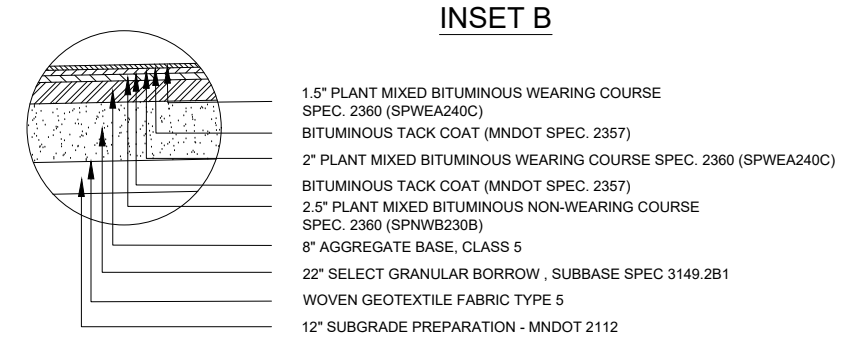 INSET B
1.5" PLANT MIXED BITUMINOUS WEARING COURSE
SPEC. 2360 (SPWEA240C)
BITUMINOUS TACK COAT (MNDOT SPEC. 2357)
2" PLANT MIXED BITUMINOUS WEARING COURSE SPEC. 2360 (SPWEA240C)
BITUMINOUS TACK COAT (MNDOT SPEC. 2357)
2.5" PLANT MIXED BITUMINOUS NON-WEARING COURSE
SPEC. 2360 (SPNWB230B)
8" AGGREGATE BASE, CLASS 5
22" SELECT GRANULAR BORROW , SUBBASE SPEC 3149.2B1
WOVEN GEOTEXTILE FABRIC TYPE 5
12" SUBGRADE PREPARATION - MNDOT 2112